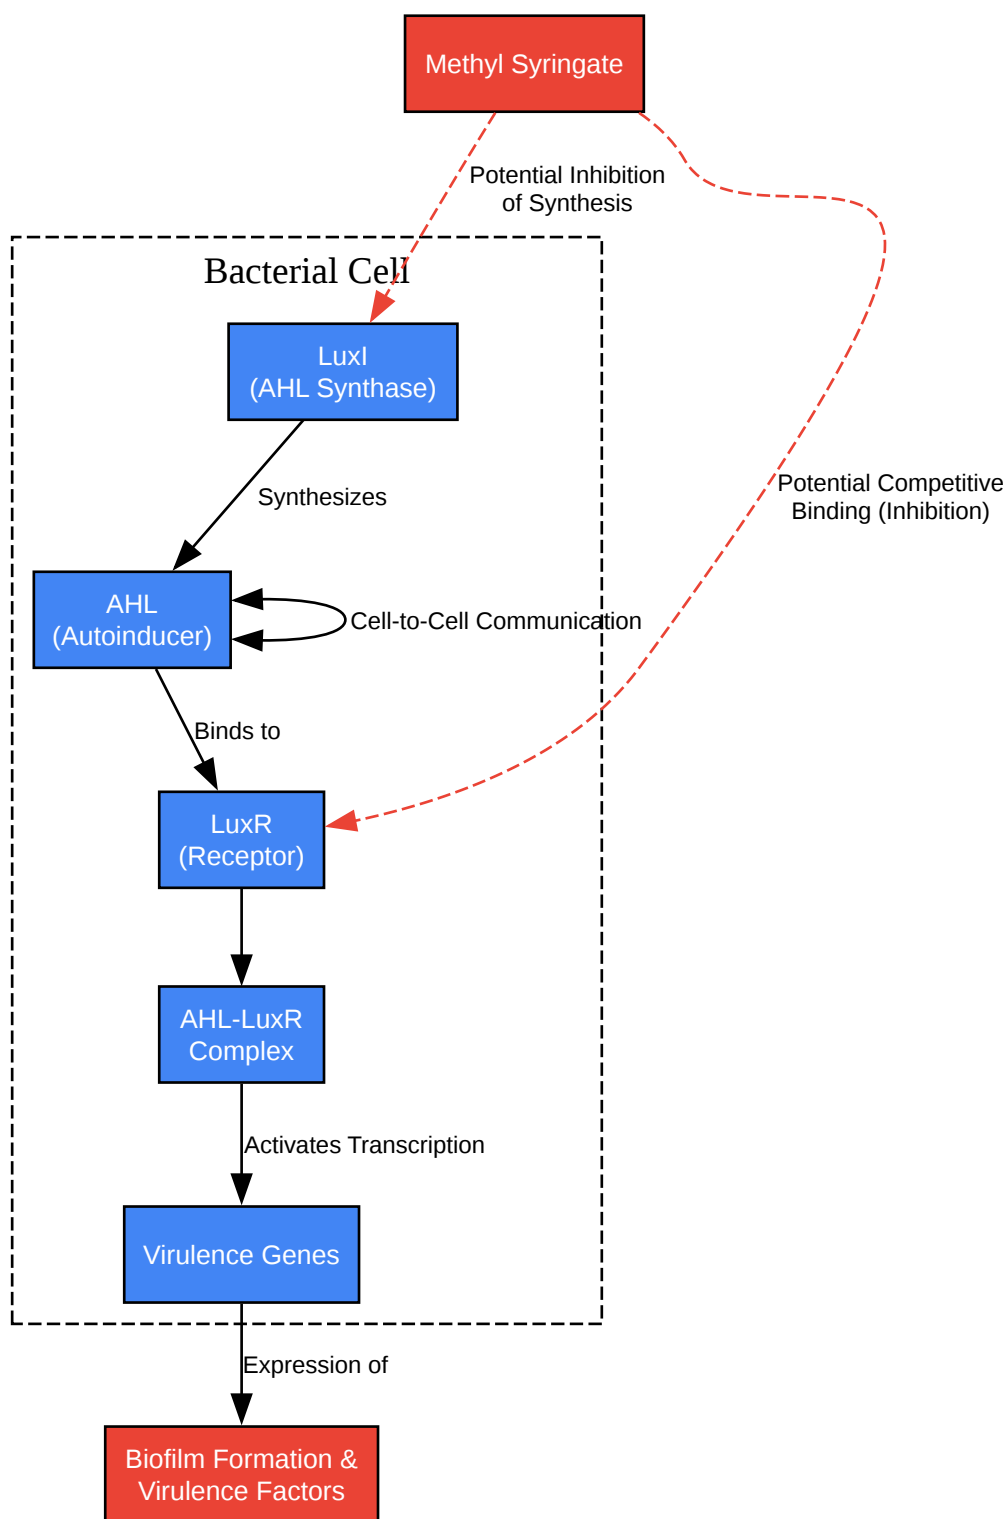 Methyl Syringate
Potential Inhibition
of Synthesis
Bacterial Cell
LuxI
(AHL Synthase)
Potential Competitive
Binding (Inhibition)
Synthesizes
AHL
(Autoinducer)
Cell-to-Cell Communication
Binds to
LuxR
(Receptor)
AHL-LuxR
Complex
Activates Transcription
Virulence Genes
Expression of
Biofilm Formation &
Virulence Factors